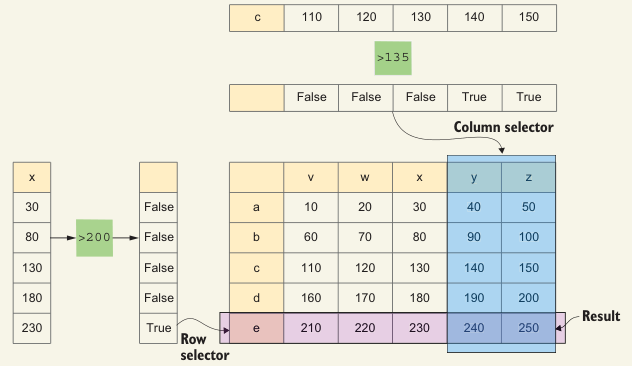 c 110 120 130 140 150
>135
False False False True True
Column selector
x
30
80
130
180
230
>200
False
False
False
False
True
Row
selector
v w x y z
a 10 20 30 40 50
b 60 70 80 90 100
c 110 120 130 140 150
d 160 170 180 190 200
e 210 220 230 240 250
Result